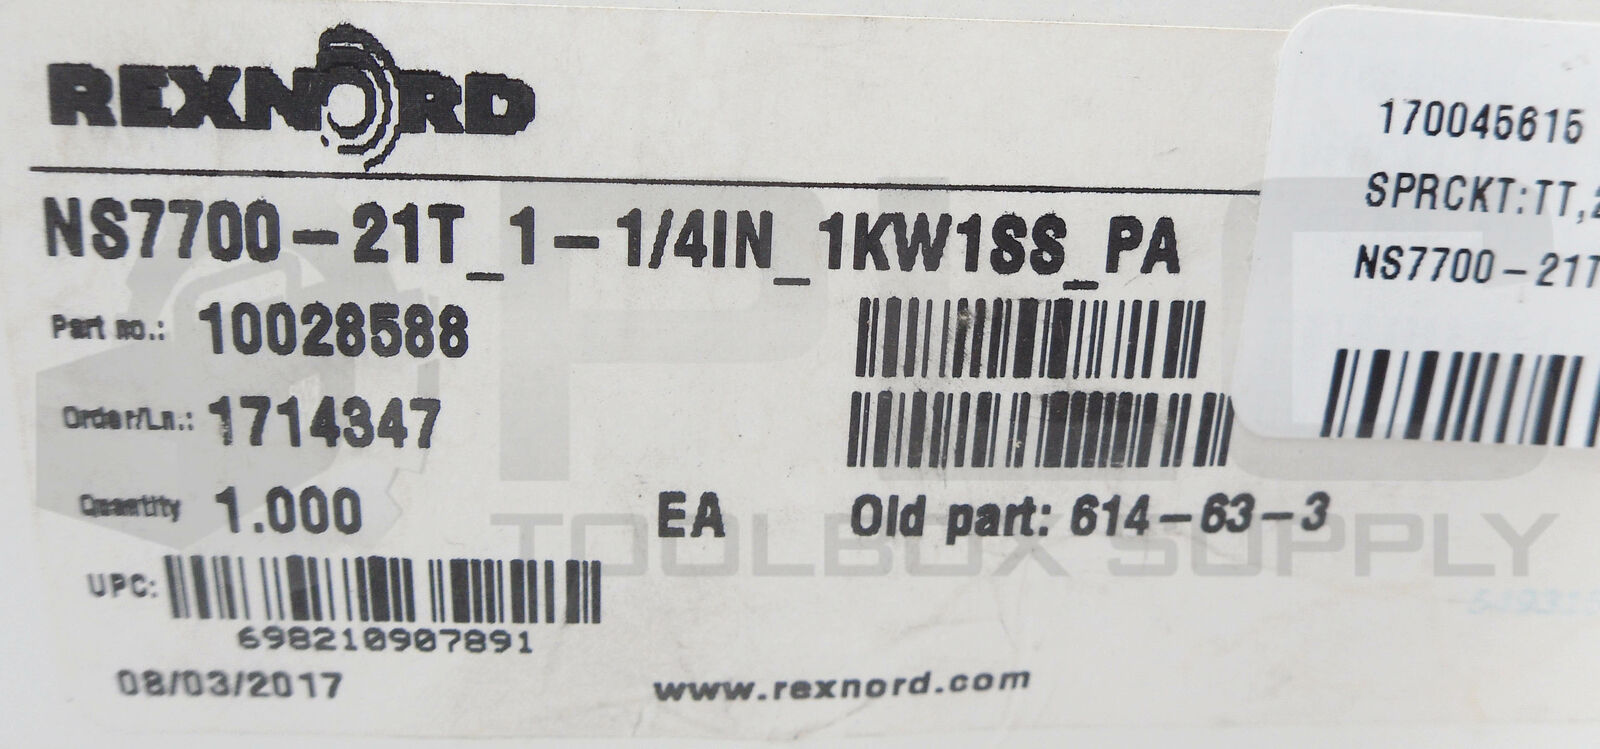 REXNORD
NS7700-21T_1-1/4IN_1KW1SS_PA
Part no.: 10028588
Order/Ln.: 1714347
Quantity 1.000 EA Old part: 614-63-3
UPC:
698210907891
08/03/2017 www.rexnord.com
170045615
SPRCKT:TT,
NS7700-21T
PLC
TOOLBOX SUPPLY